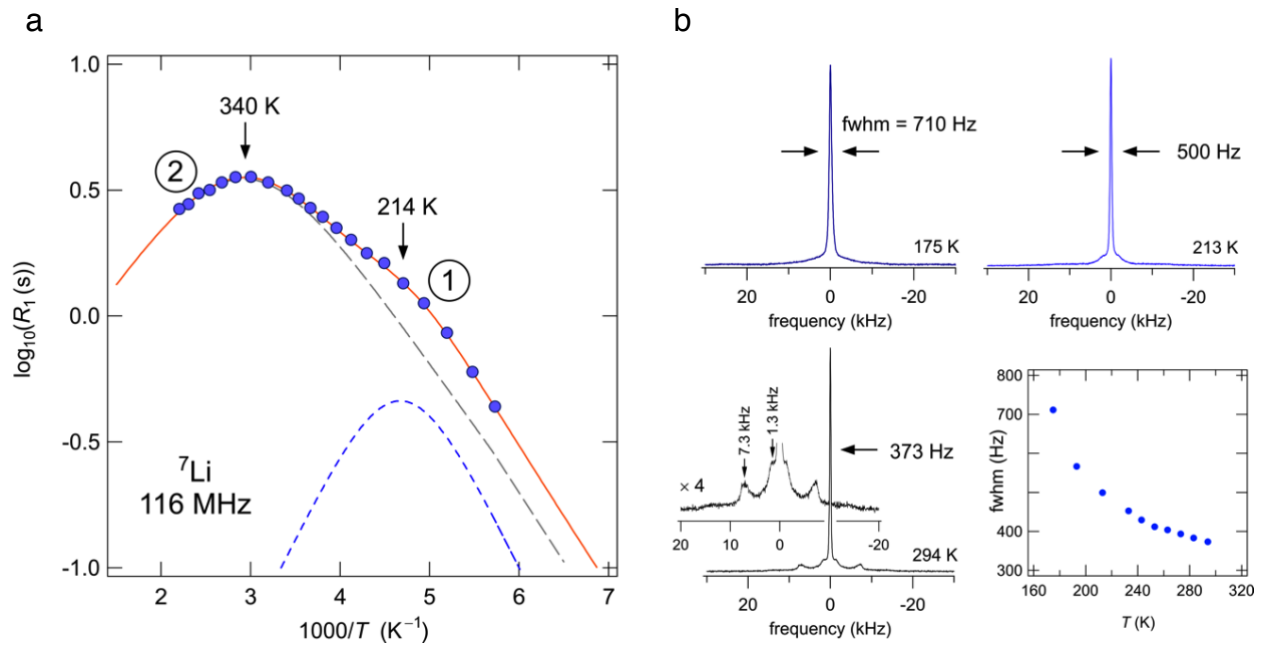 a
1.0
0.5
0.0
-0.5
-1.0
log10(R1(s))
340 K
2
214 K
1
7Li
116 MHz
2
3
4
5
6
7
1000/T (K−1)
b
fwhm = 710 Hz
175 K
20
0
-20
frequency (kHz)
500 Hz
213 K
20
0
-20
frequency (kHz)
7.3 kHz
1.3 kHz
373 Hz
× 4
20
10
0
-20
294 K
20
0
-20
frequency (kHz)
800
700
400
300
fwhm (Hz)
160
200
240
280
320
T (K)